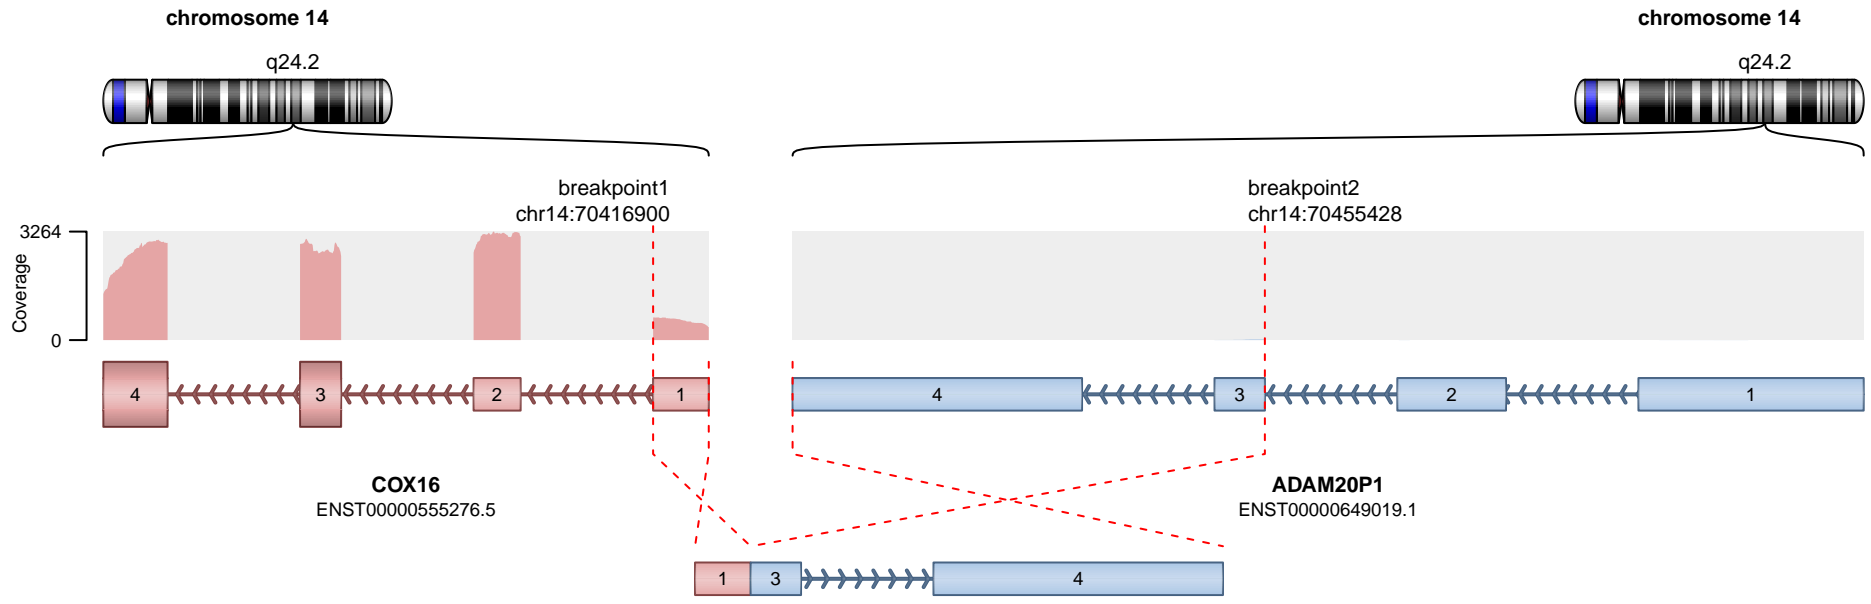 chromosome 14
chromosome 14
q24.2
q24.2
breakpoint1
chr14:70416900
breakpoint2
chr14:70455428
3264
Coverage
0
4
3
2
1
4
3
2
1
COX16
ENST00000555276.5
ADAM20P1
ENST00000649019.1
1
3
4